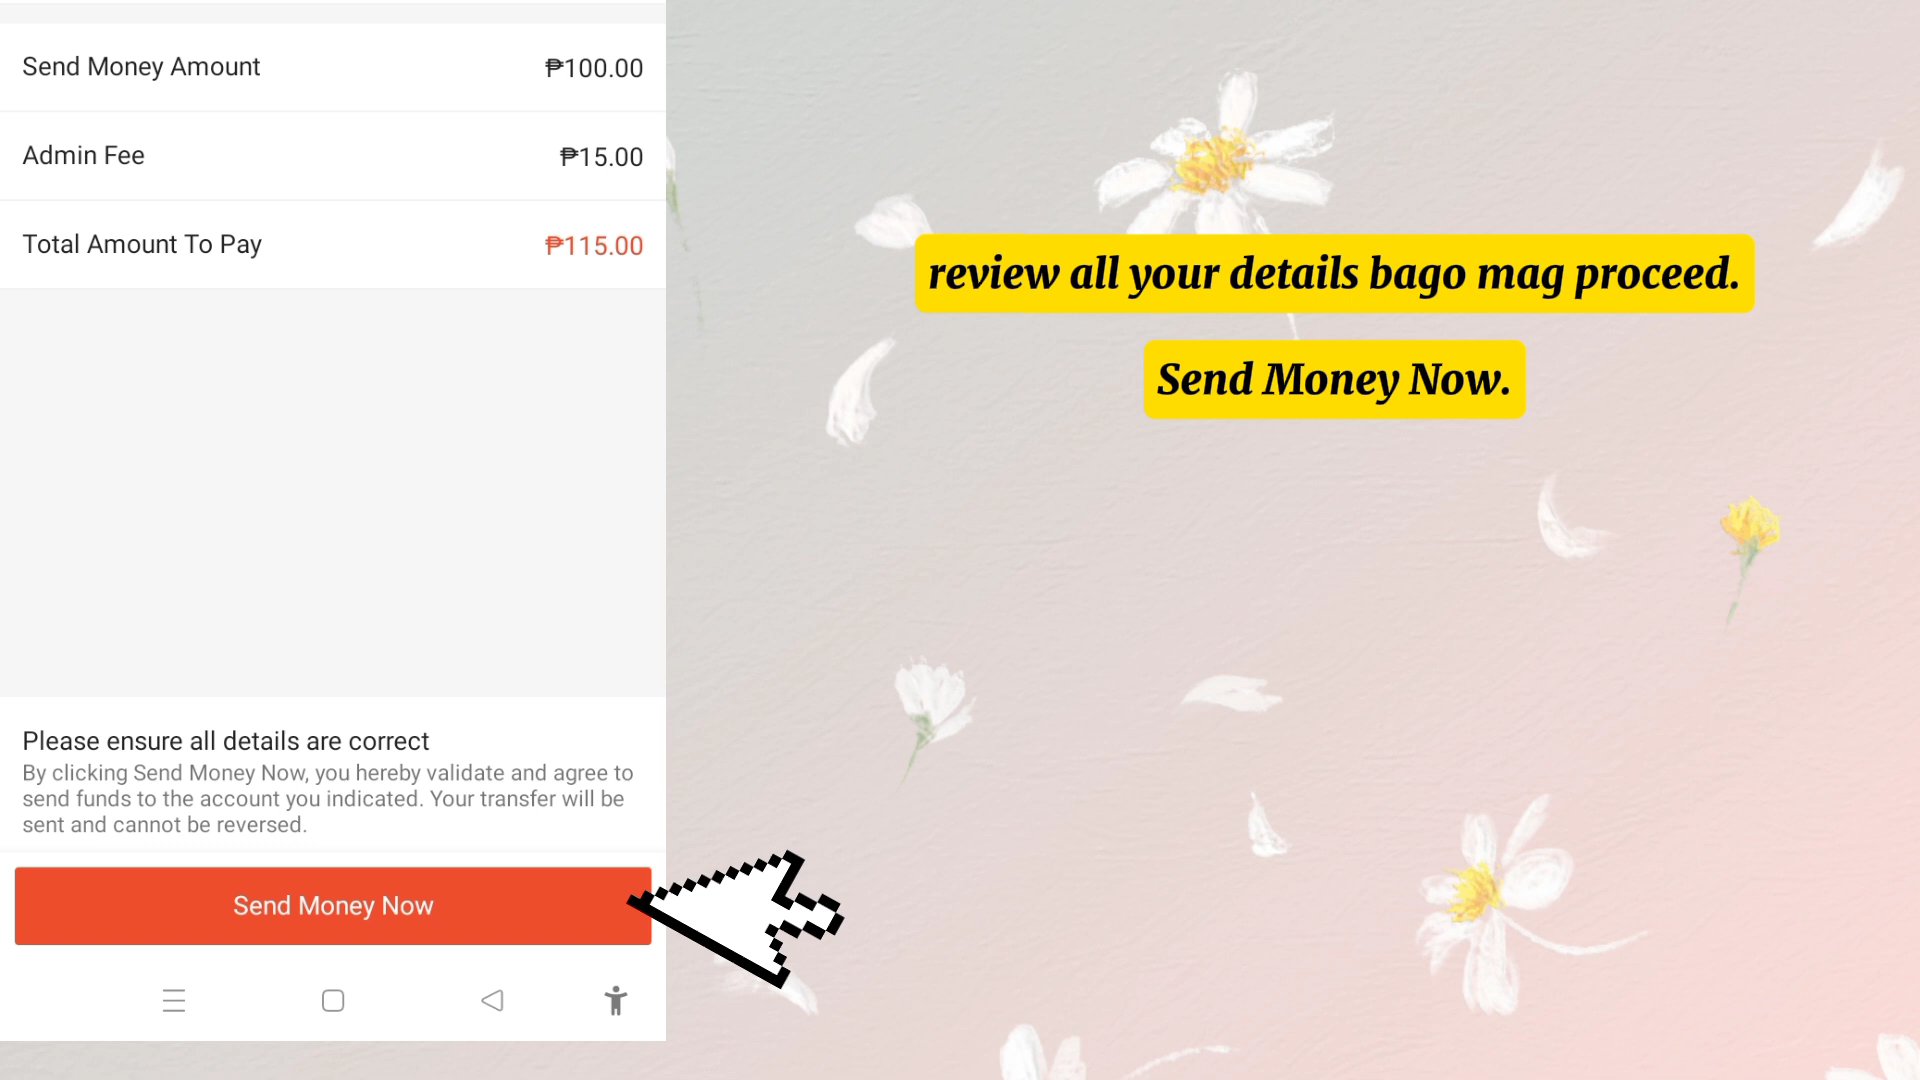 Send Money Amount ₱100.00
Admin Fee ₱15.00
Total Amount To Pay ₱115.00
Please ensure all details are correct
By clicking Send Money Now, you hereby validate and agree to
send funds to the account you indicated. Your transfer will be
sent and cannot be reversed.
Send Money Now
review all your details bago mag proceed.
Send Money Now.